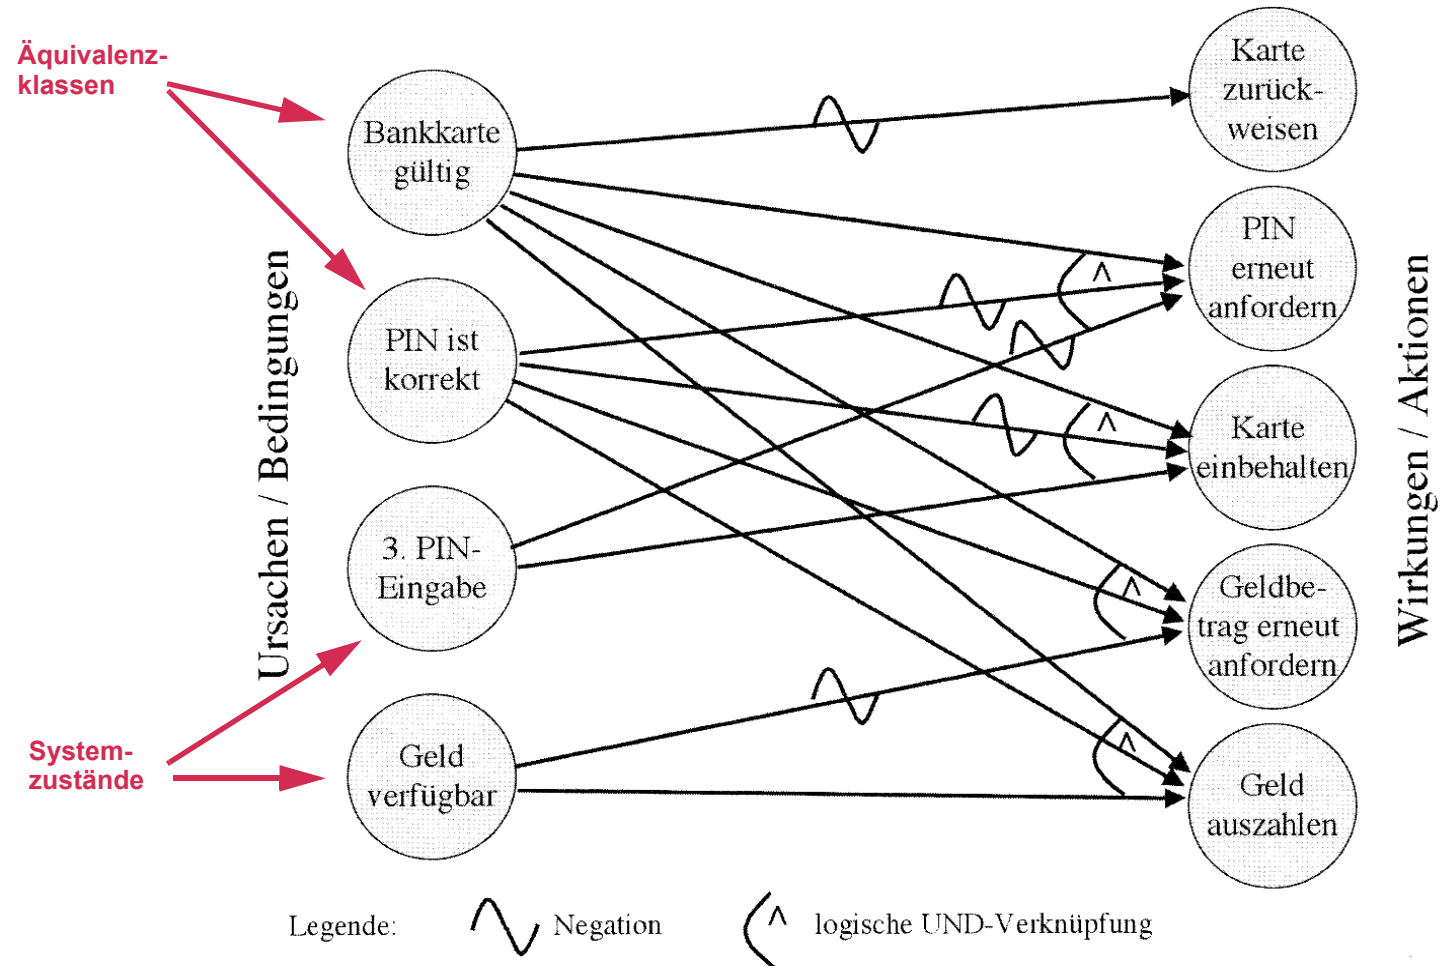 Äquivalenz-
klassen
System-
zustände
Ursachen / Bedingungen
Bankkarte
gültig
PIN ist
korrekt
3. PIN-
Eingabe
Geld
verfügbar
^
^
^
^
Karte
zurück-
weisen
PIN
erneut
anfordern
Karte
einbehalten
Geldbe-
trag erneut
anfordern
Geld
auszahlen
Wirkungen / Aktionen
Legende: Negation ^ logische UND-Verknüpfung